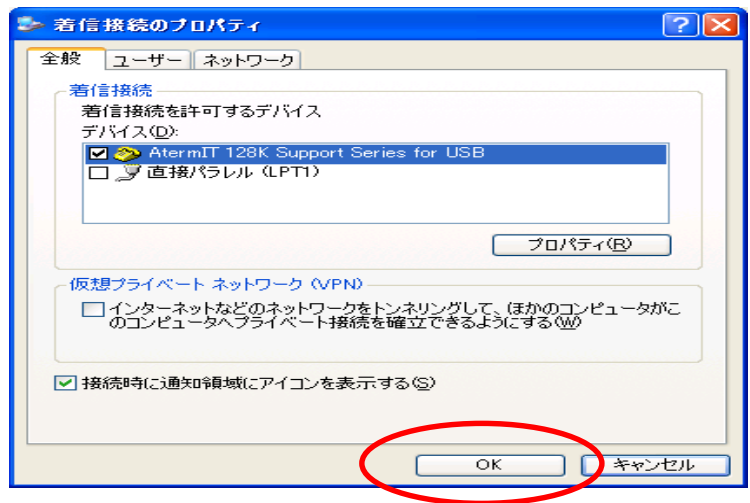 着信接続のプロパティ
全般 ユーザー ネットワーク
着信接続
着信接続を許可するデバイス
デバイス(D):
AtermIT 128K Support Series for USB
直接パラレル (LPT1)
プロパティ(R)
仮想プライベート ネットワーク (VPN)
インターネットなどのネットワークをトンネリングして、ほかのコンピュータがこ
のコンピュータへプライベート接続を確立できるようにする(W)
接続時に通知領域にアイコンを表示する(S)
OK キャンセル